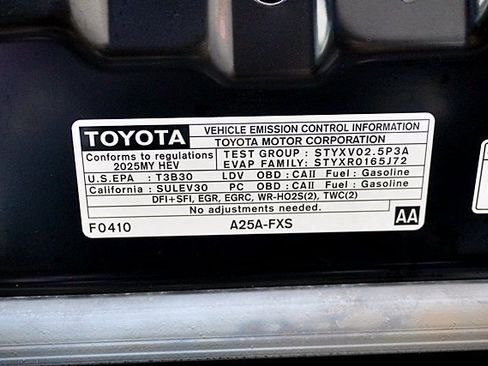 TOYOTA VEHICLE EMISSION CONTROL INFORMATION
TOYOTA MOTOR CORPORATION
Conforms to regulations TEST GROUP : STYXV02.5P3A
2025MY HEV EVAP FAMILY: STYXR0165J72
U.S.EPA : T3B30 LDV OBD : CAII Fuel : Gasoline
California : SULEV30 PC OBD : CAII Fuel : Gasoline
DFI+SFI, EGR, EGRC, WR-HO2S(2), TWC(2)
No adjustments needed.
F0410 A25A-FXS AA